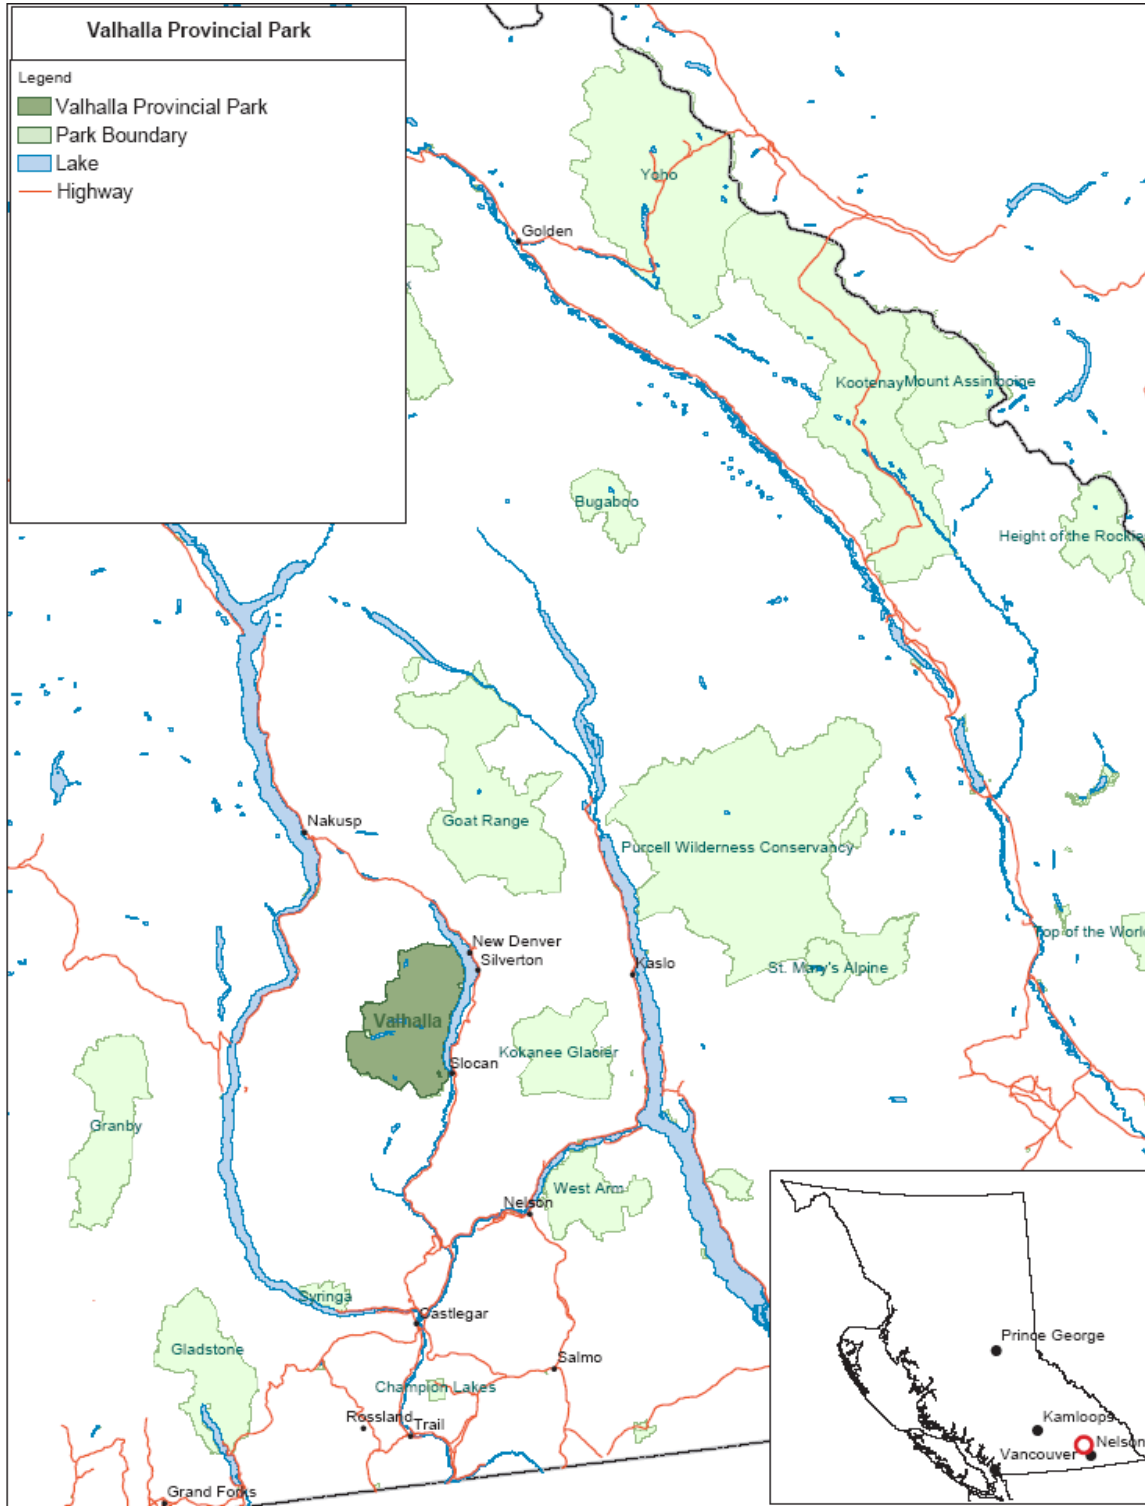 Valhalla Provincial Park
Legend
Valhalla Provincial Park
Park Boundary
Lake
Highway
Yoho
Golden
Kootenay
Mount Assiniboine
Bugaboo
Height of the Rockies
Nakusp
Goat Range
Purcell Wilderness Conservancy
Top of the World
New Denver
Silverton
Kaslo
St. Mary's Alpine
Valhalla
Slocan
Kokanee Glacier
Granby
West Arm
Nelson
Syringa
Castlegar
Gladstone
Salmo
Champion Lakes
Rossland
Trail
Grand Forks
Prince George
Kamloops
Nelson
Vancouver